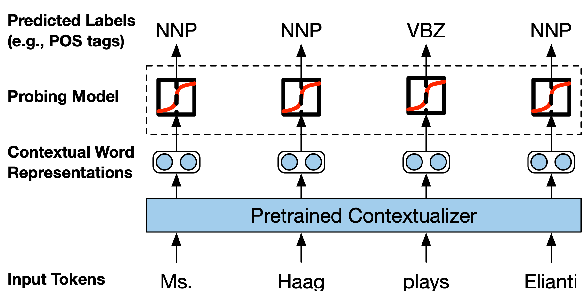 Predicted Labels
(e.g., POS tags)
NNP NNP VBZ NNP
Probing Model
Contextual Word
Representations
Pretrained Contextualizer
Input Tokens
Ms. Haag plays Elianti